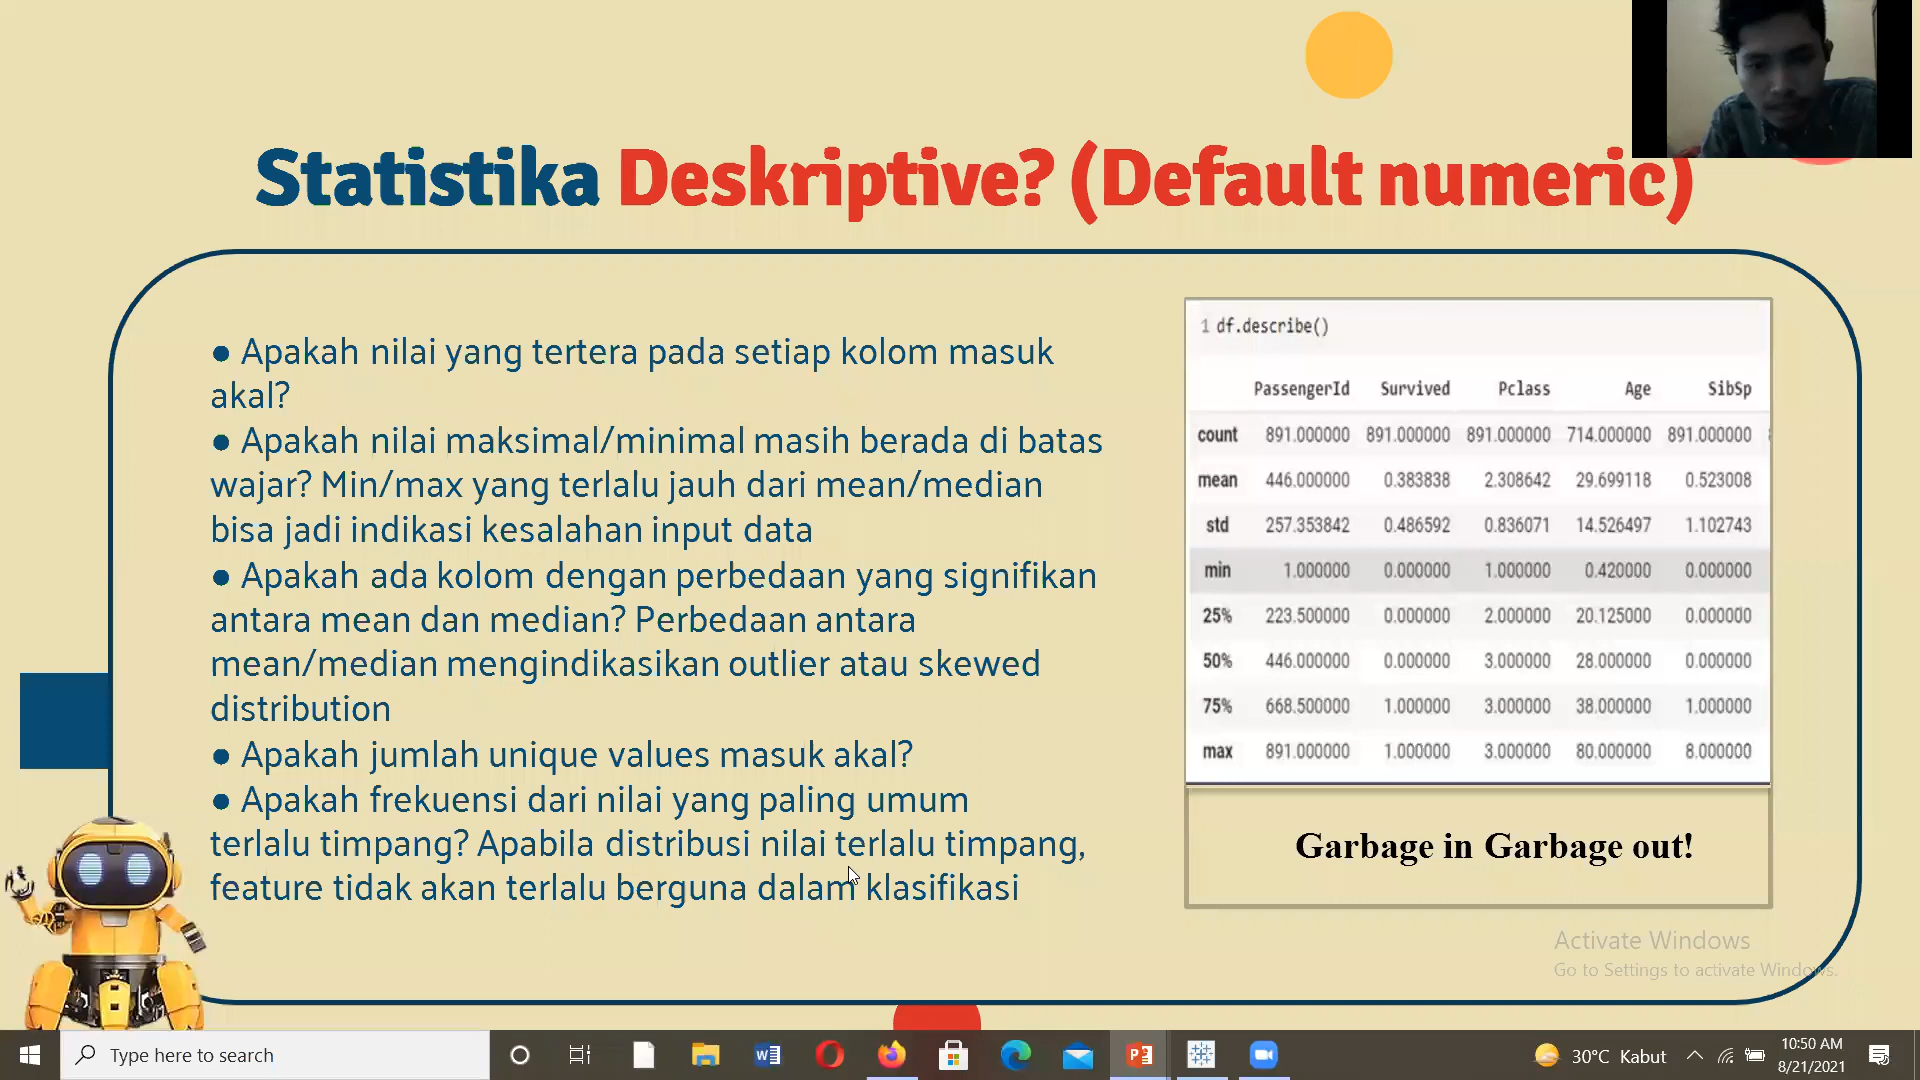 Statistika Deskriptive? (Default numeric)
● Apakah nilai yang tertera pada setiap kolom masuk
akal?
● Apakah nilai maksimal/minimal masih berada di batas
wajar? Min/max yang terlalu jauh dari mean/median
bisa jadi indikasi kesalahan input data
● Apakah ada kolom dengan perbedaan yang signifikan
antara mean dan median? Perbedaan antara
mean/median mengindikasikan outlier atau skewed
distribution
● Apakah jumlah unique values masuk akal?
● Apakah frekuensi dari nilai yang paling umum
terlalu timpang? Apabila distribusi nilai terlalu timpang,
feature tidak akan terlalu berguna dalam klasifikasi
1 df.describe()
PassengerId Survived Pclass Age SibSp
count 891.000000 891.000000 891.000000 714.000000 891.000000
mean 446.000000 0.383838 2.308642 29.699118 0.523008
std 257.353842 0.486592 0.836071 14.526497 1.102743
min 1.000000 0.000000 1.000000 0.420000 0.000000
25% 223.500000 0.000000 2.000000 20.125000 0.000000
50% 446.000000 0.000000 3.000000 28.000000 0.000000
75% 668.500000 1.000000 3.000000 38.000000 1.000000
max 891.000000 1.000000 3.000000 80.000000 8.000000
Garbage in Garbage out!
Activate Windows
Go to Settings to activate Windows.
Type here to search
30°C Kabut
10:50 AM
8/21/2021